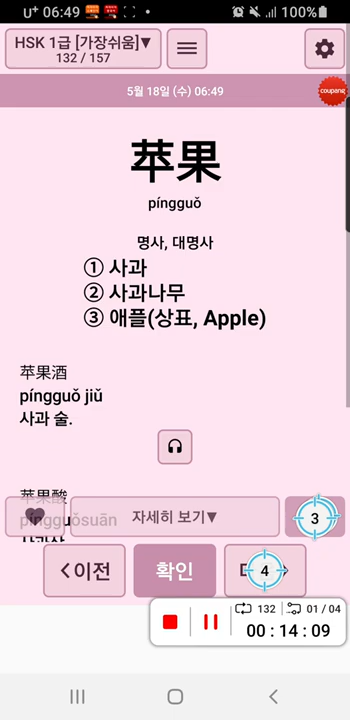 U⁺ 06:49 100%
HSK 1급 [가장쉬움]▼
132 / 157
5월 18일 (수) 06:49
coupang
苹果
píngguǒ
명사, 대명사
① 사과
② 사과나무
③ 애플(상표, Apple)
苹果酒
píngguǒ jiǔ
사과 술.
苹果酸
píngguǒsuān
자세히 보기▼
3
<이전
확인
4
132 01 / 04
00 : 14 : 09